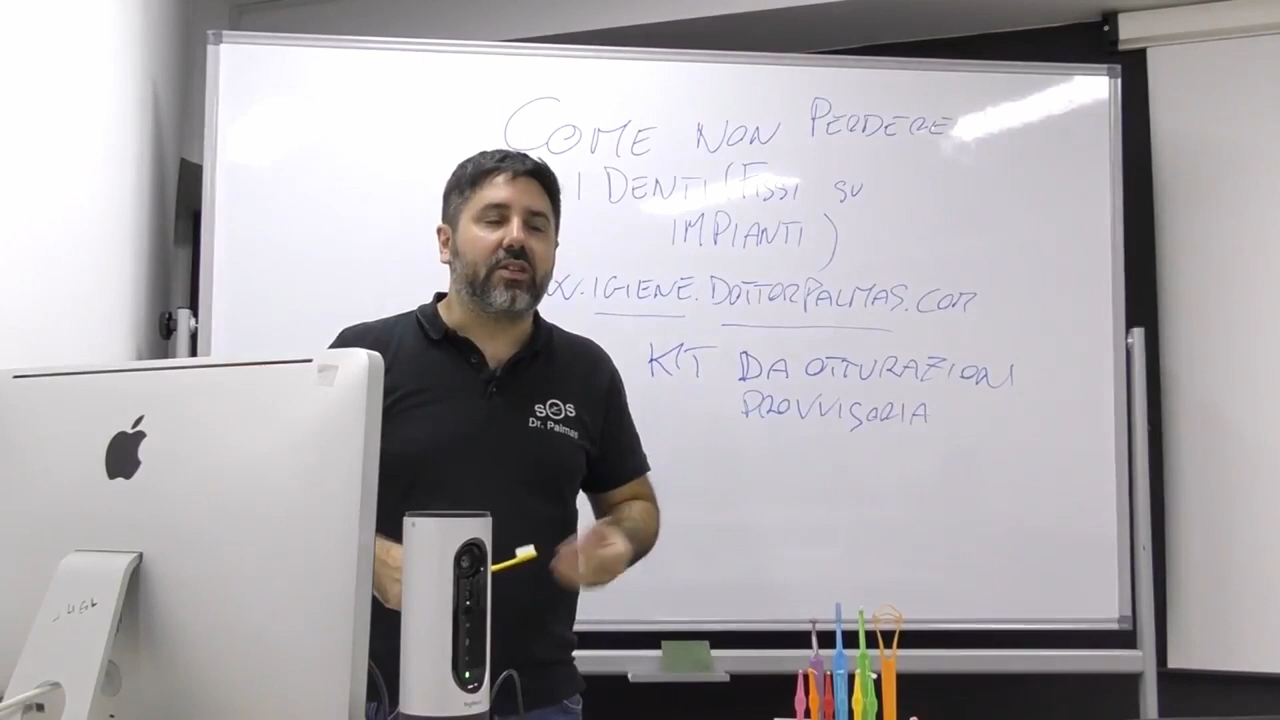 COME NON PERDERE
I DENTI (FISSI SU
IMPIANTI)
W.IGIENE.DOTTORPALMAS.COM
KIT DA OTTURAZIONI
PROVVISORIA
SOS
Dr. Palmas